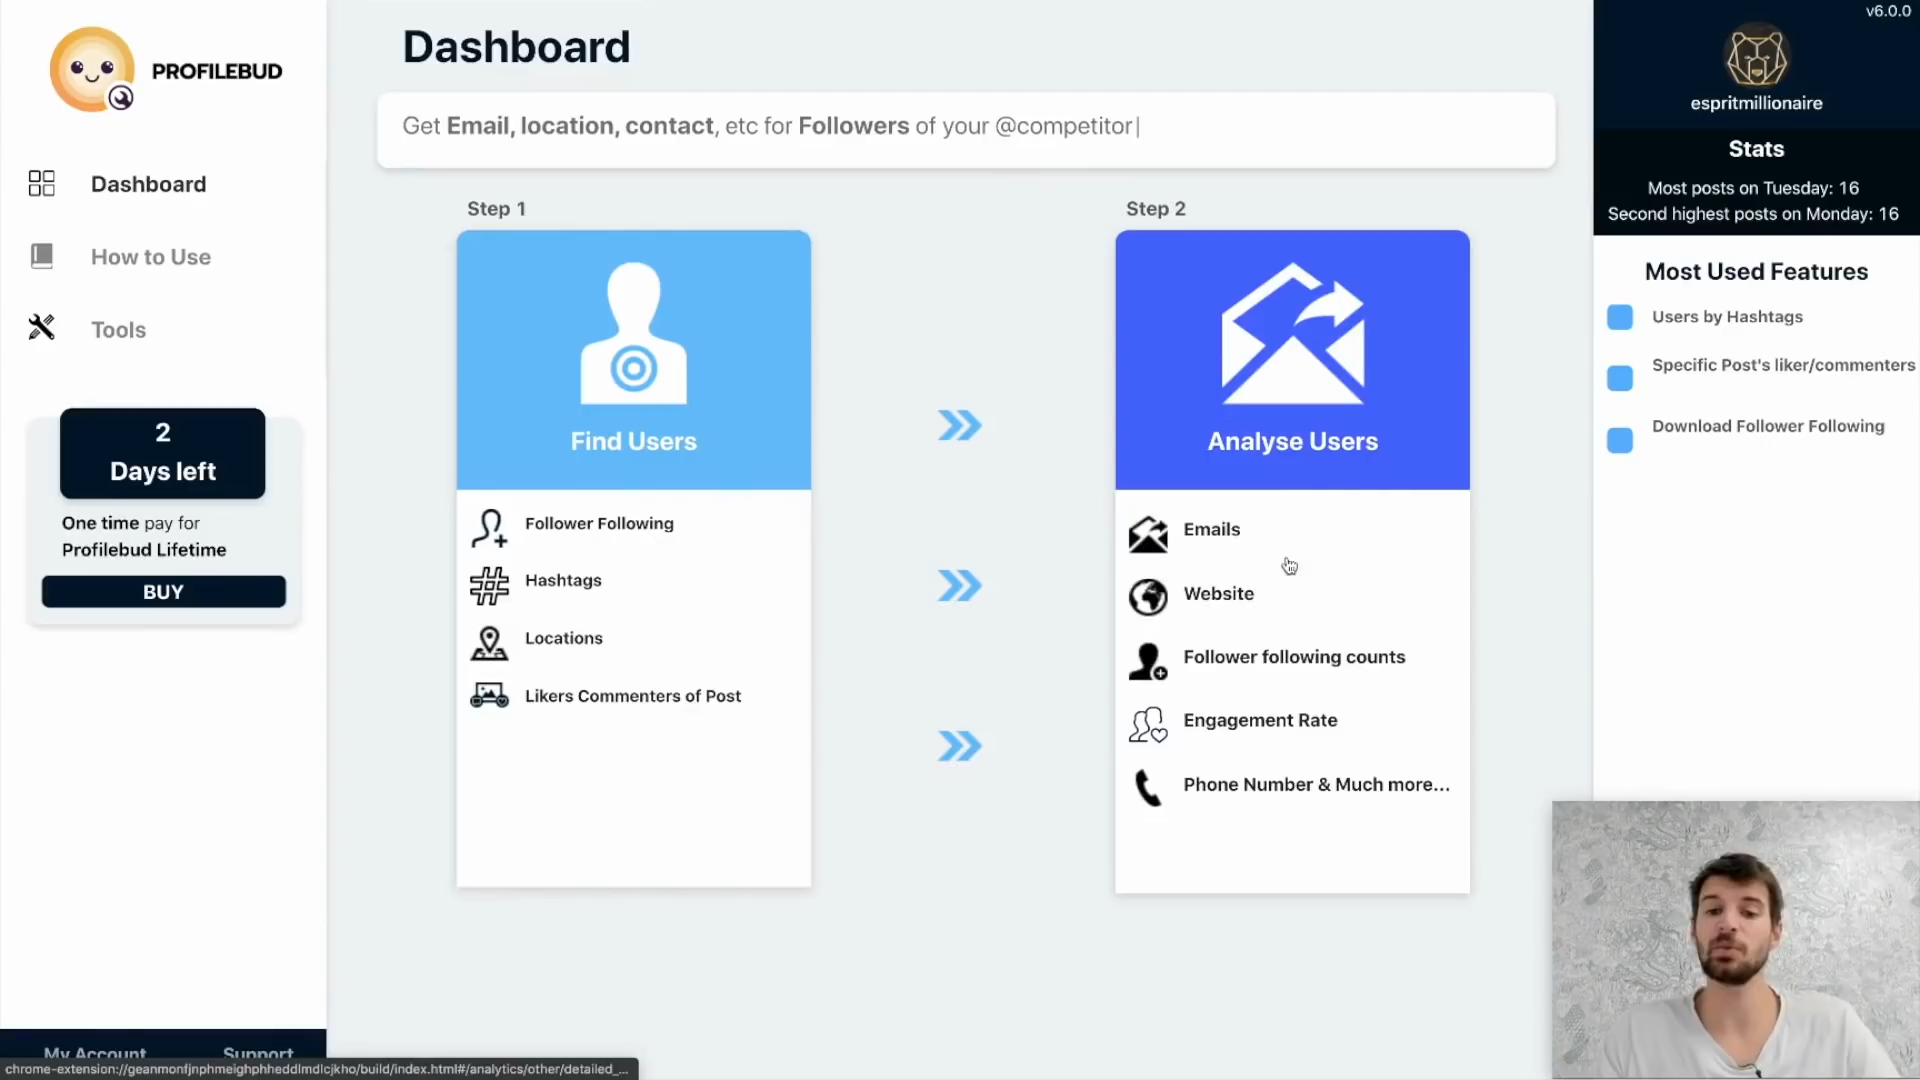 PROFILEBUD
Dashboard
How to Use
Tools
2
Days left
One time pay for
Profilebud Lifetime
BUY
My Account
Support
chrome-extension://geanmonfjnphmeighphheddlmdlcjkho/build/index.html#/analytics/other/detailed_...
Dashboard
Get Email, location, contact, etc for Followers of your @competitor|
Step 1
Find Users
Follower Following
Hashtags
Locations
Likers Commenters of Post
Step 2
Analyse Users
Emails
Website
Follower following counts
Engagement Rate
Phone Number & Much more...
v6.0.0
espritmillionaire
Stats
Most posts on Tuesday: 16
Second highest posts on Monday: 16
Most Used Features
Users by Hashtags
Specific Post's liker/commenters
Download Follower Following